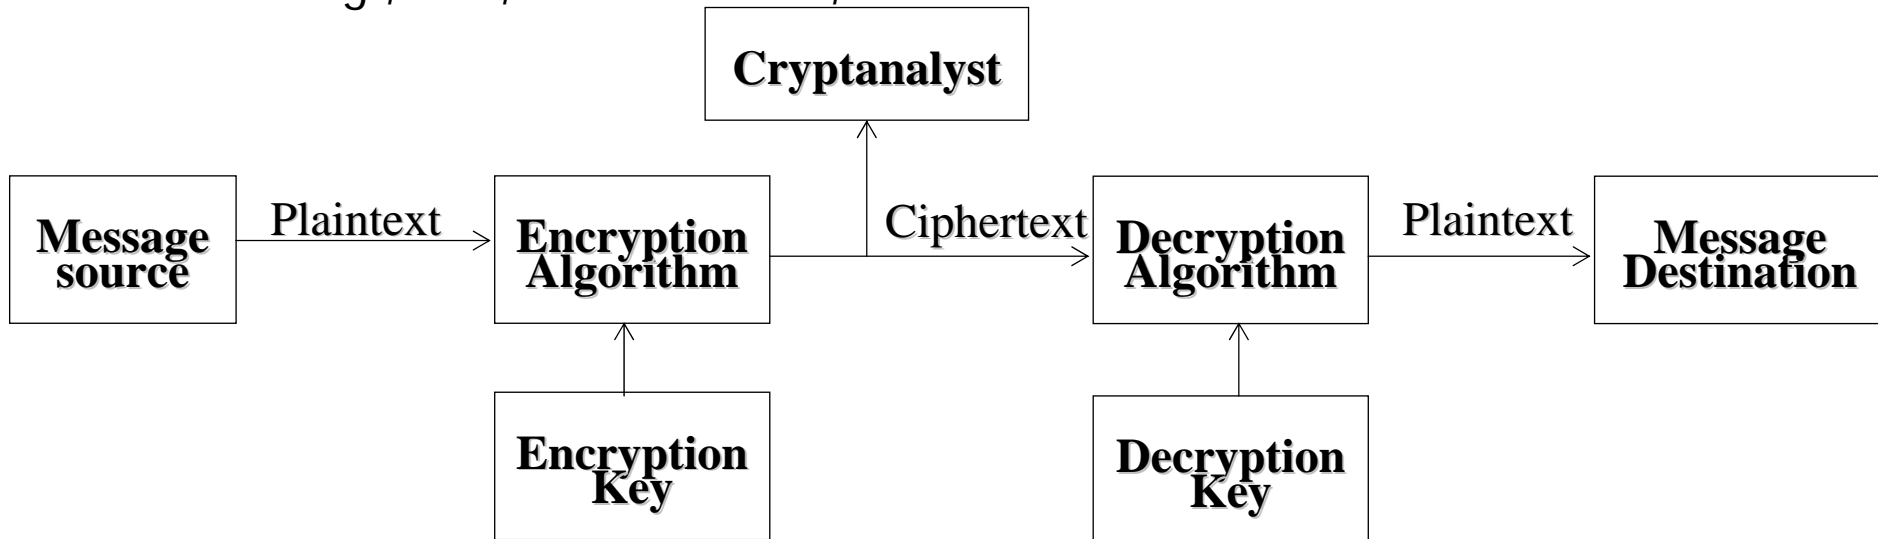 Cryptanalyst
Message
source
Plaintext
Encryption
Algorithm
Ciphertext
Decryption
Algorithm
Plaintext
Message
Destination
Encryption
Key
Decryption
Key